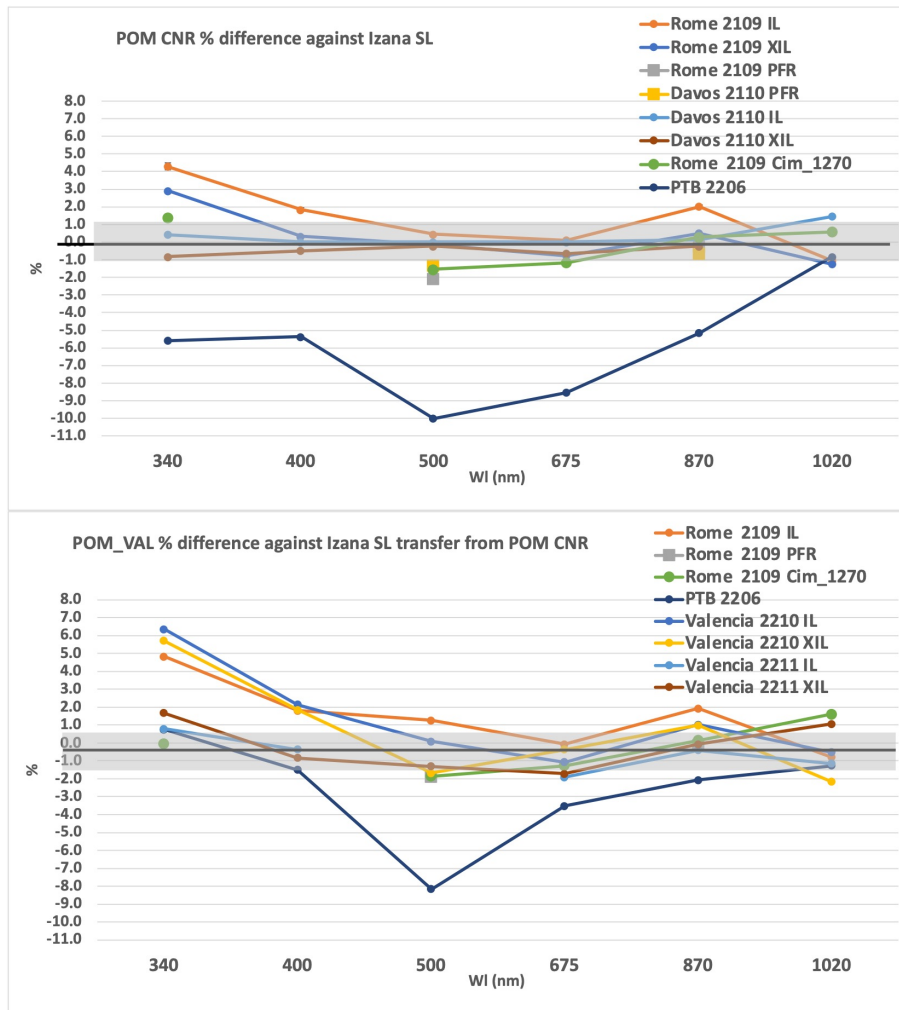 POM CNR % difference against Izana SL
Rome 2109 IL
Rome 2109 XIL
Rome 2109 PFR
Davos 2110 PFR
Davos 2110 IL
Davos 2110 XIL
Rome 2109 Cim_1270
PTB 2206
8.0
7.0
6.0
5.0
4.0
3.0
2.0
1.0
0.0
-1.0
-2.0
-3.0
-4.0
-5.0
-6.0
-7.0
-8.0
-9.0
-10.0
-11.0
%
340 400 500 675 870 1020
Wl (nm)
POM_VAL % difference against Izana SL transfer from POM CNR
Rome 2109 IL
Rome 2109 PFR
Rome 2109 Cim_1270
PTB 2206
Valencia 2210 IL
Valencia 2210 XIL
Valencia 2211 IL
Valencia 2211 XIL
8.0
7.0
6.0
5.0
4.0
3.0
2.0
1.0
0.0
-1.0
-2.0
-3.0
-4.0
-5.0
-6.0
-7.0
-8.0
-9.0
-10.0
-11.0
%
340 400 500 675 870 1020
Wl (nm)